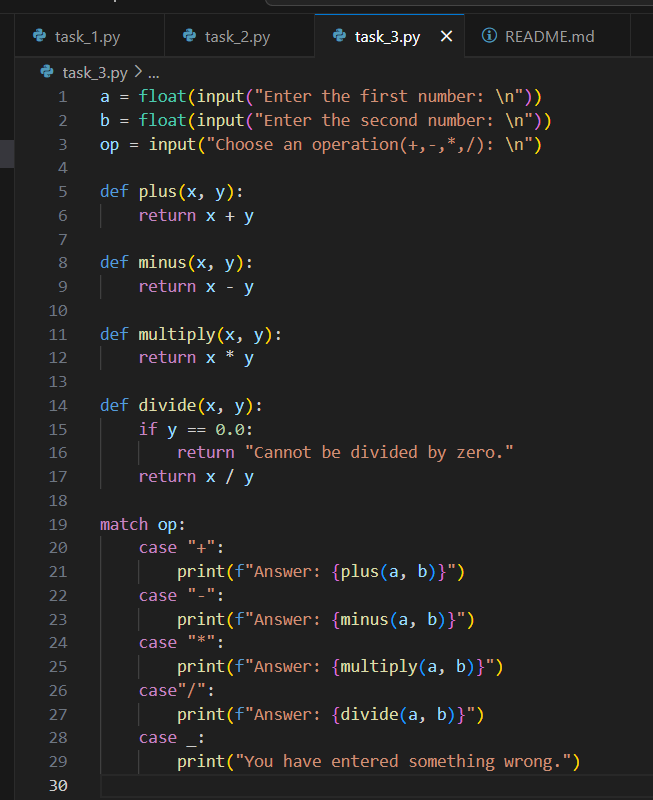 task_1.py task_2.py task_3.py README.md
task_3.py > ...
1 a = float(input("Enter the first number: \n"))
2 b = float(input("Enter the second number: \n"))
3 op = input("Choose an operation(+,-,*,/): \n")
4
5 def plus(x, y):
6     return x + y
7
8 def minus(x, y):
9     return x - y
10
11 def multiply(x, y):
12     return x * y
13
14 def divide(x, y):
15     if y == 0.0:
16         return "Cannot be divided by zero."
17     return x / y
18
19 match op:
20     case "+":
21         print(f"Answer: {plus(a, b)}")
22     case "-":
23         print(f"Answer: {minus(a, b)}")
24     case "*":
25         print(f"Answer: {multiply(a, b)}")
26     case"/":
27         print(f"Answer: {divide(a, b)}")
28     case _:
29         print("You have entered something wrong.")
30